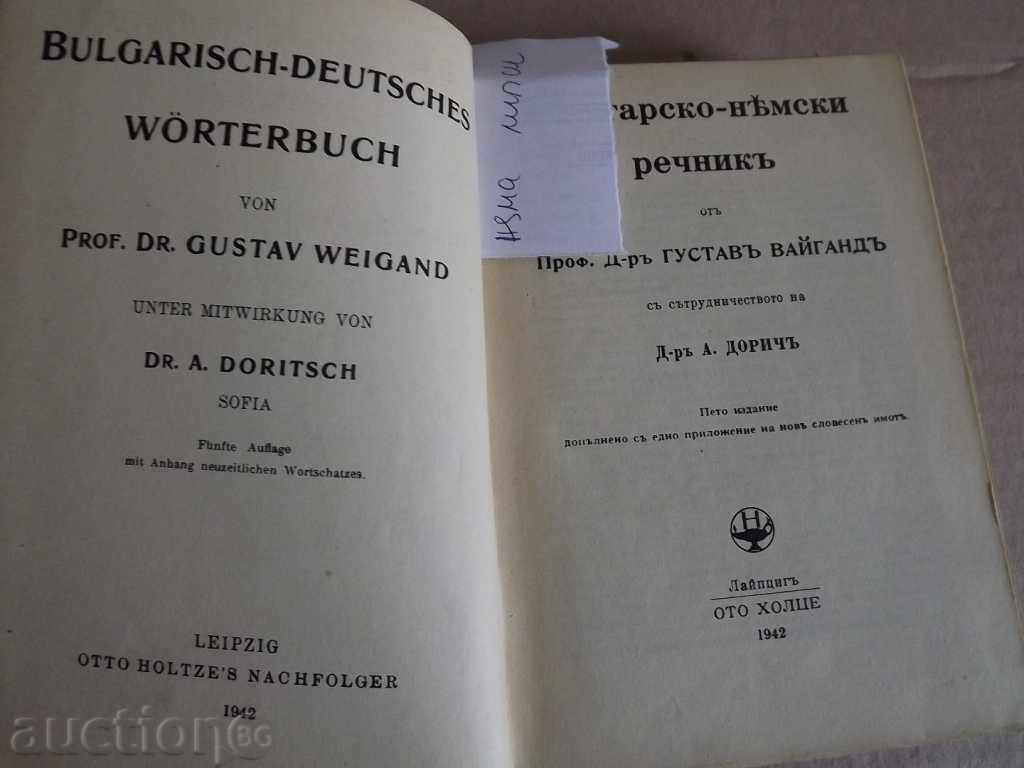 BULGARISCH-DEUTSCHES
WÖRTERBUCH
VON
PROF. DR. GUSTAV WEIGAND
UNTER MITWIRKUNG VON
DR. A. DORITSCH
SOFIA
Fünfte Auflage
mit Anhang neuzeitlichen Wortschatzes.
LEIPZIG
OTTO HOLTZE'S NACHFOLGER
1942
няма
гарско-нѣмски
речникъ
отъ
Проф. Д-ръ ГУСТАВЪ ВАЙГАНДЪ
съ сътрудничеството на
Д-ръ А. ДОРИЧЪ
Пето издание
допълнено съ едно приложение на новъ словесенъ имотъ
H
Лайпцигъ
ОТО ХОЛЦЕ
1942
auction BG